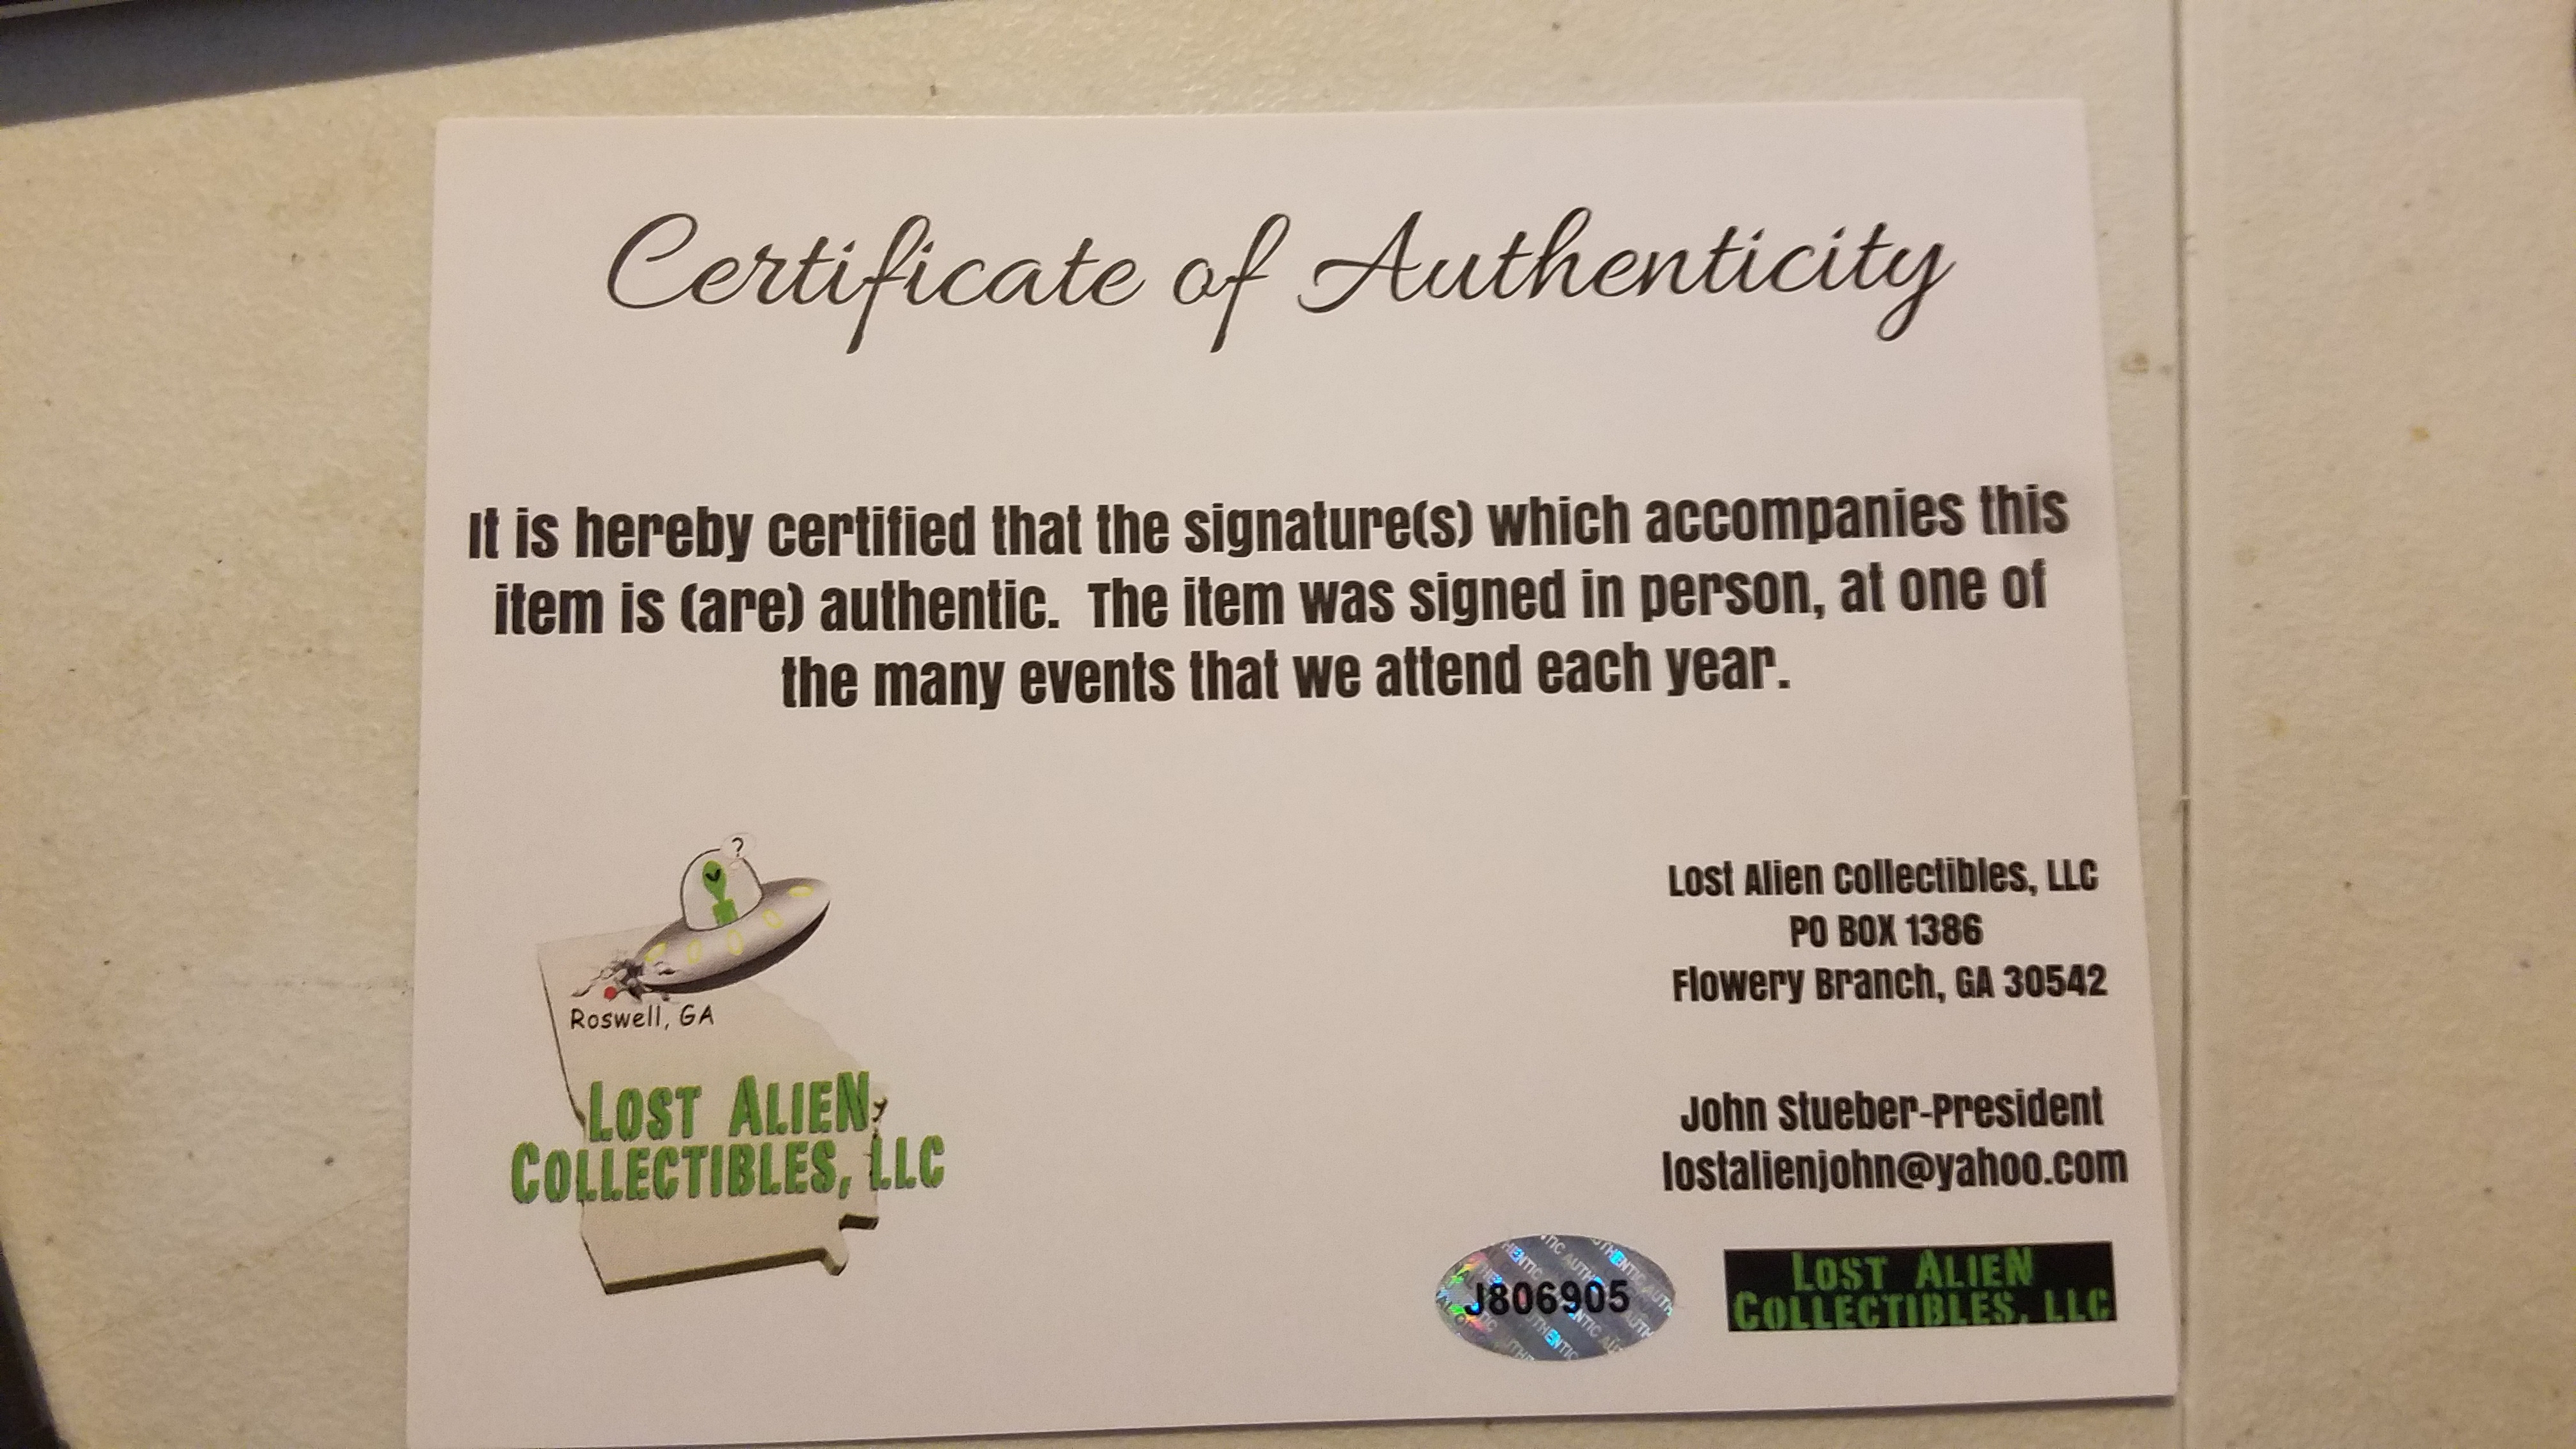 Certificate of Authenticity
It is hereby certified that the signature(s) which accompanies this
item is (are) authentic. The item was signed in person, at one of
the many events that we attend each year.
?
Roswell, GA
LOST ALIEN
COLLECTIBLES, LLC
Lost Alien Collectibles, LLC
PO BOX 1386
Flowery Branch, GA 30542
John Stueber-President
lostalienjohn@yahoo.com
J806905
LOST ALIEN
COLLECTIBLES, LLC